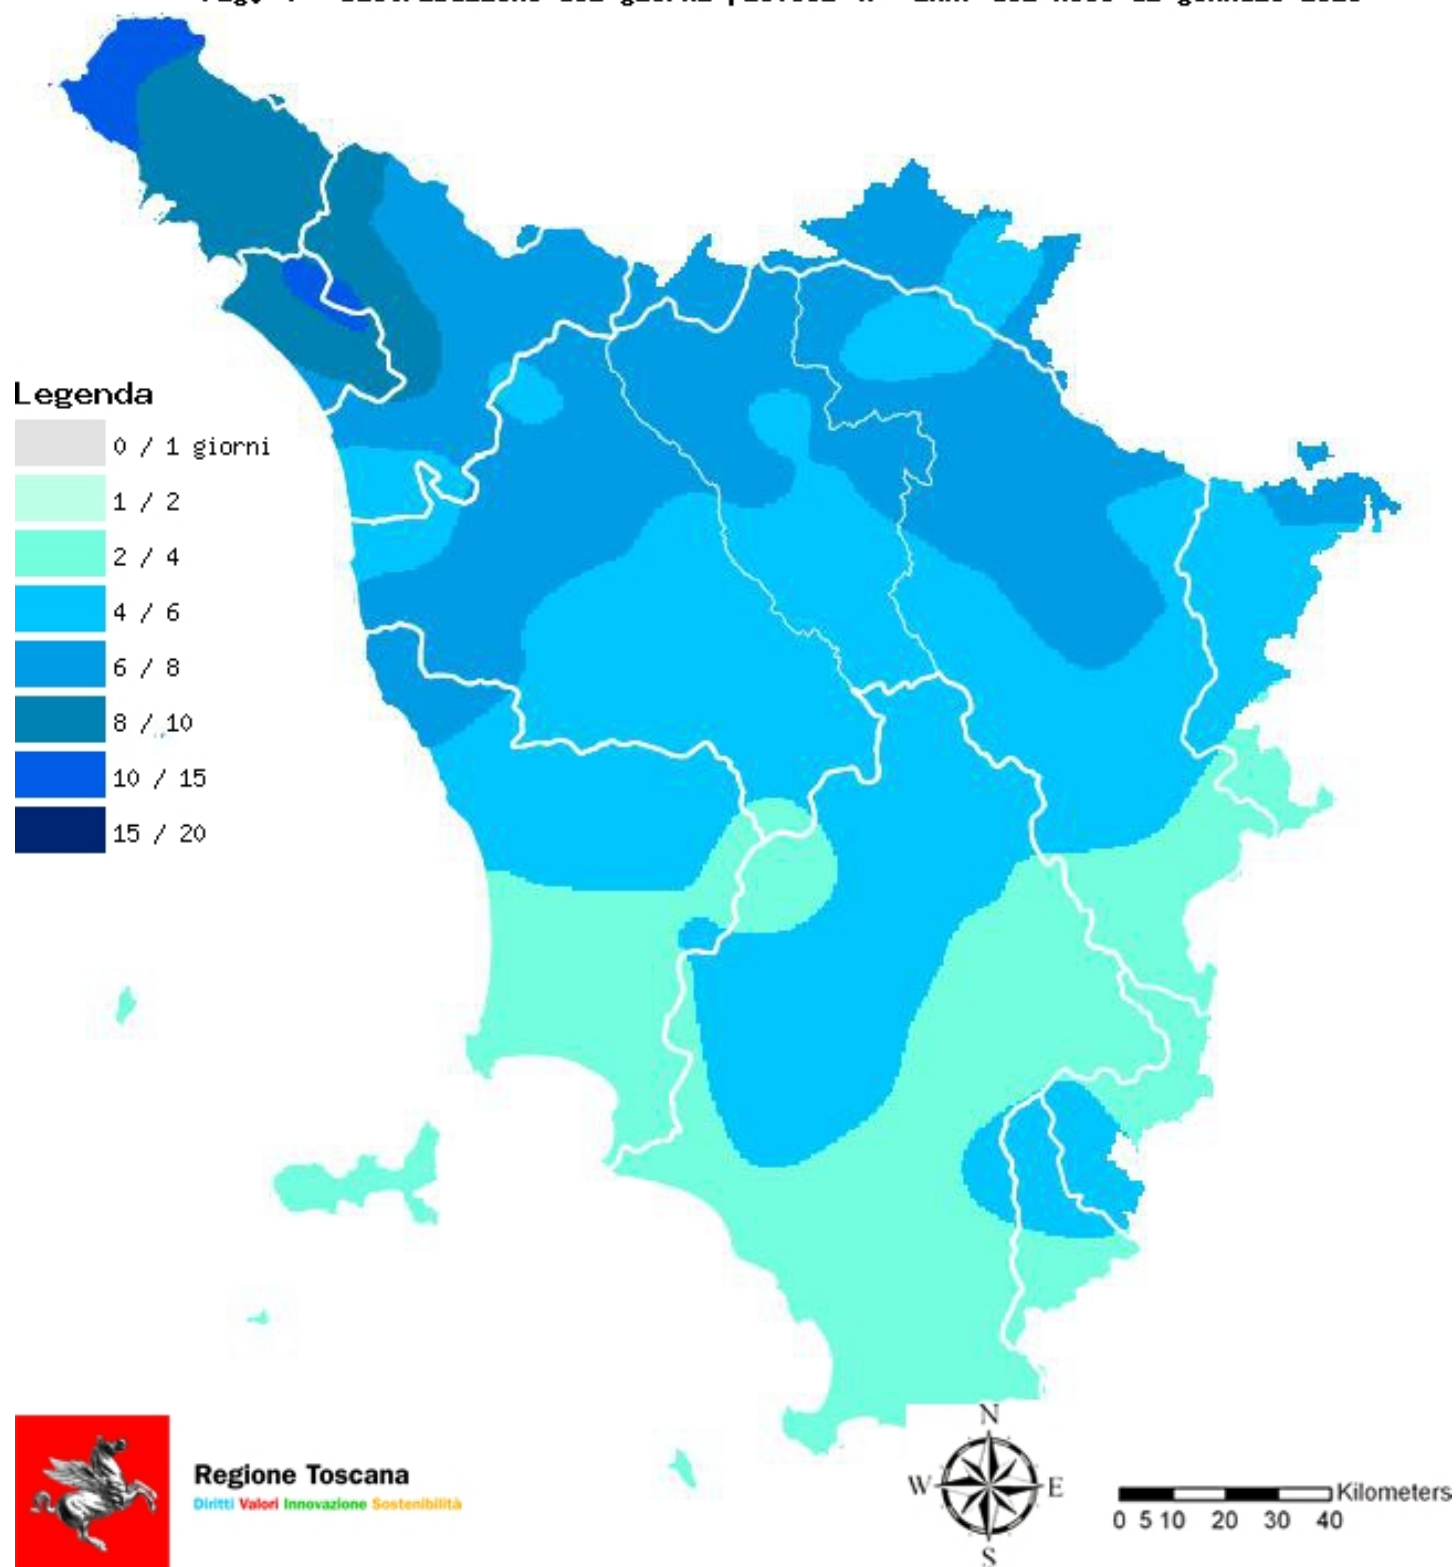 Legenda
0 / 1 giorni
1 / 2
2 / 4
4 / 6
6 / 8
8 / 10
10 / 15
15 / 20
Regione Toscana
Diritti Valori Innovazione Sostenibilità
N
W E
S
Kilometers
0 5 10 20 30 40